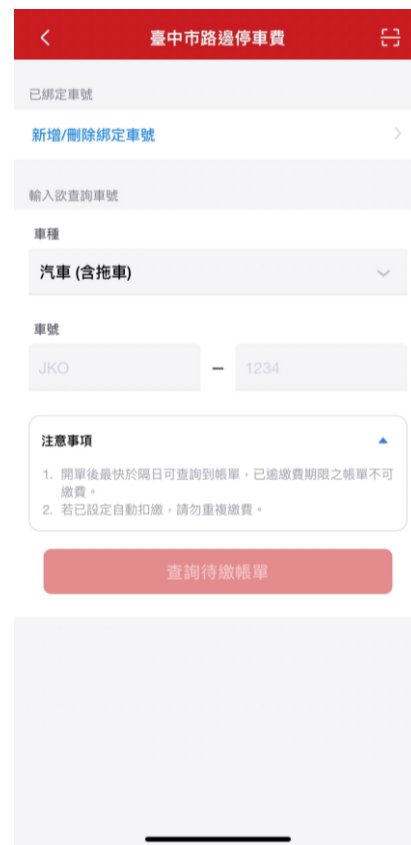 臺中市路邊停車費
已綁定車號
新增/刪除綁定車號
輸入欲查詢車號
車種
汽車 (含拖車)
車號
JKO – 1234
注意事項
1. 開單後最快於隔日可查詢到帳單，已逾繳費期限之帳單不可
繳費。
2. 若已設定自動扣繳，請勿重複繳費。
查詢待繳帳單